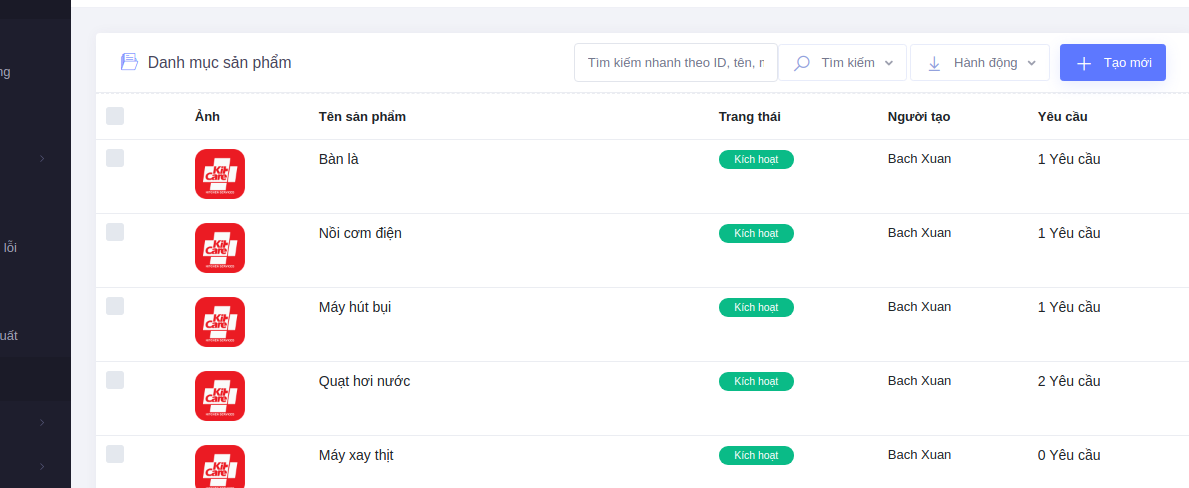 ng
Danh mục sản phẩm
Tìm kiếm nhanh theo ID, tên, m
Tìm kiếm
Hành động
Tạo mới
Ảnh Tên sản phẩm Trang thái Người tạo Yêu cầu
Kit Care Bàn là Kích hoạt Bach Xuan 1 Yêu cầu
lỗi
Kit Care Nồi cơm điện Kích hoạt Bach Xuan 1 Yêu cầu
Kit Care Máy hút bụi Kích hoạt Bach Xuan 1 Yêu cầu
uất
Kit Care Quạt hơi nước Kích hoạt Bach Xuan 2 Yêu cầu
Kit Care Máy xay thịt Kích hoạt Bach Xuan 0 Yêu cầu